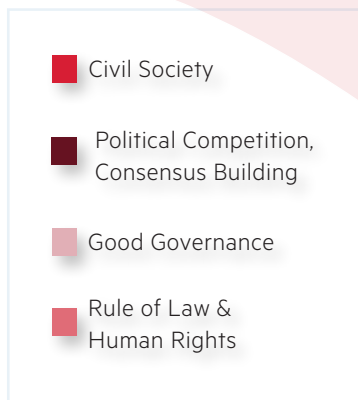 Civil Society
Political Competition,
Consensus Building
Good Governance
Rule of Law &
Human Rights